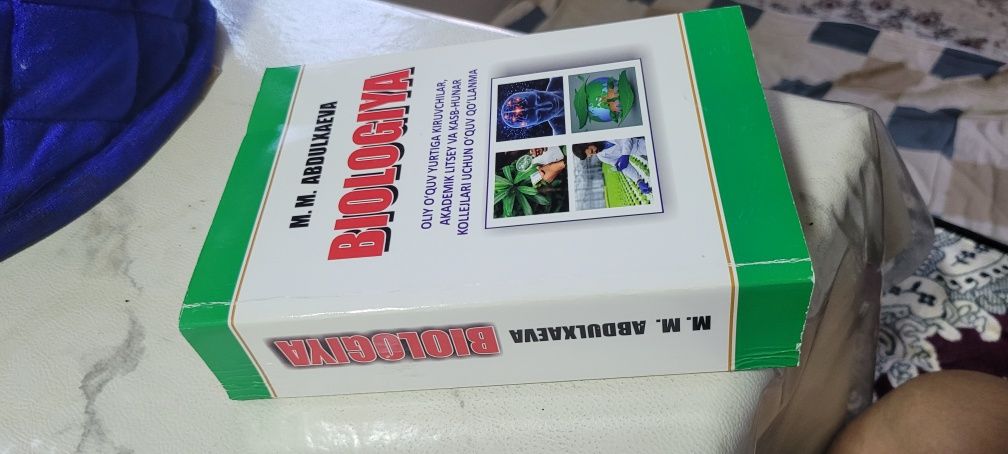 M. M. ABDULXAEVA
BIOLOGIYA
OLIY O'QUV YURTIGA KIRUVCHILAR,
AKADEMIK LITSEY VA KASB-HUNAR
KOLLEJLARI UCHUN O'QUV QO'LLANMA
M. M. ABDULXAEVA
BIOLOGIYA